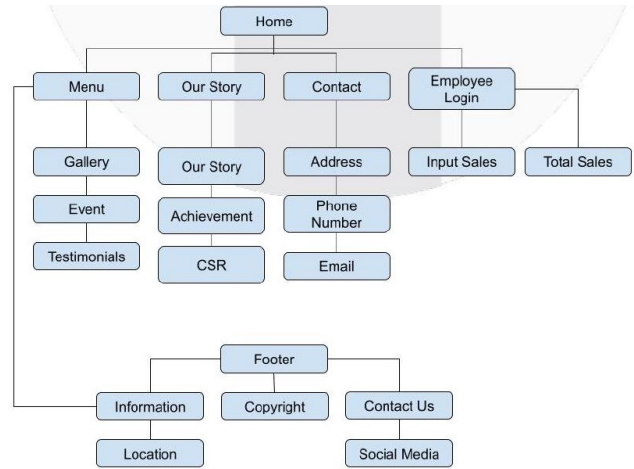 Home
Menu
Our Story
Contact
Employee
Login
Gallery
Our Story
Address
Input Sales
Total Sales
Event
Achievement
Phone
Number
Testimonials
CSR
Email
Footer
Information
Copyright
Contact Us
Location
Social Media